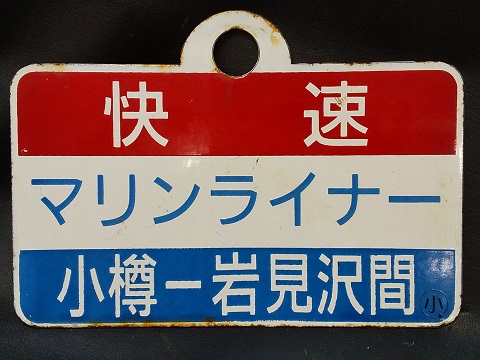 快速
マリンライナー
小樽ー岩見沢間 小